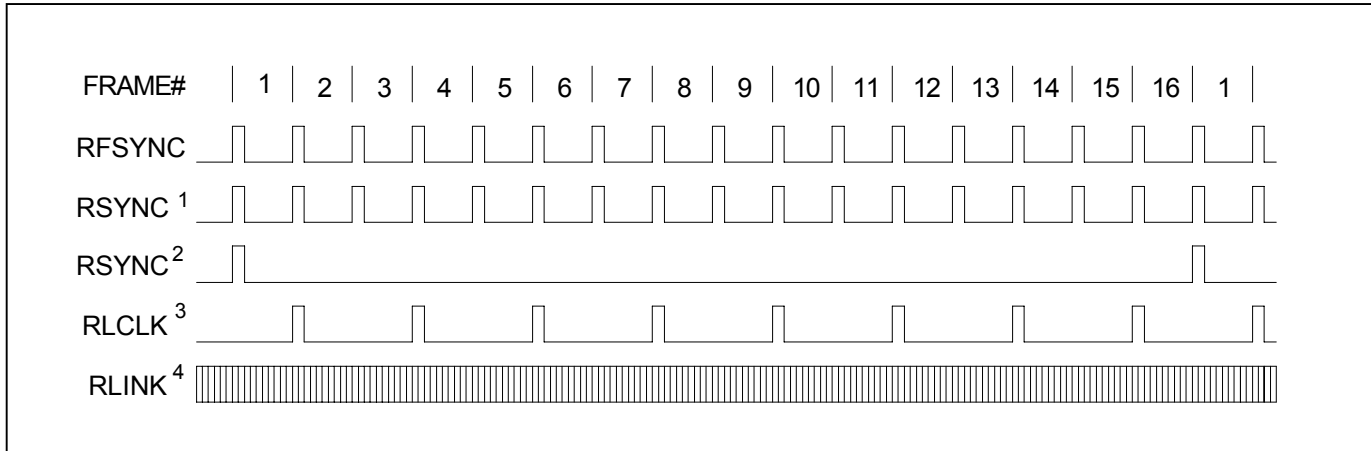 FRAME# 1 2 3 4 5 6 7 8 9 10 11 12 13 14 15 16 1
RFSYNC
RSYNC 1
RSYNC 2
RLCLK 3
RLINK 4